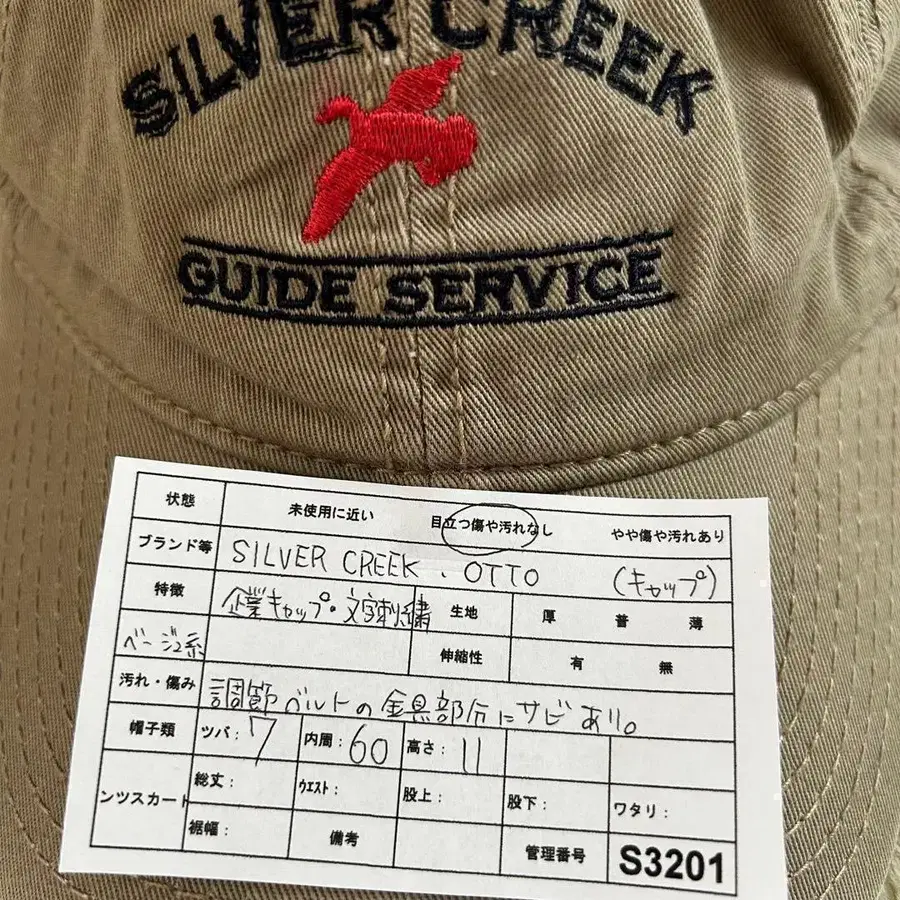 SILVER CREEK
GUIDE SERVICE
状態 未使用に近い 目立つ傷や汚れなし やや傷や汚れあり
ブランド等 SILVER CREEK . OTTO (キャップ)
特徴 企業キャップ・文字刺繍 生地 厚 普 薄
ベージュ系 伸縮性 有 無
汚れ・傷み 調節ベルトの金具部分にサビあり。
帽子類 ツバ：7 内周：60 高さ：11
ンツスカート 総丈： ウエスト： 股上： 股下： ワタリ：
裾幅： 備考 管理番号 S3201